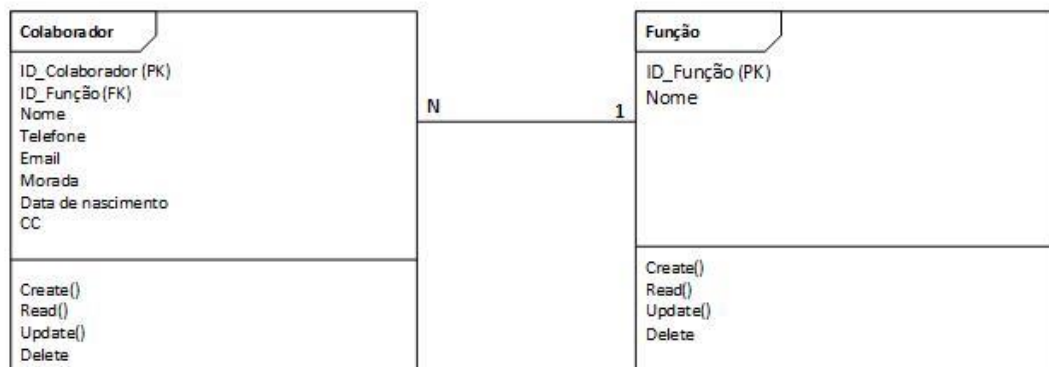 Colaborador
ID_Colaborador (PK)
ID_Função (FK)
Nome
Telefone
Email
Morada
Data de nascimento
CC
Create()
Read()
Update()
Delete
N
1
Função
ID_Função (PK)
Nome
Create()
Read()
Update()
Delete